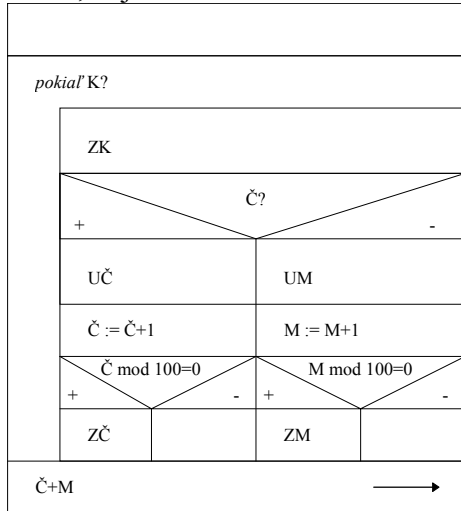 pokiaľ K?
ZK
Č?
+ -
UČ UM
Č := Č+1 M := M+1
Č mod 100=0 M mod 100=0
+ - + -
ZČ ZM
Č+M